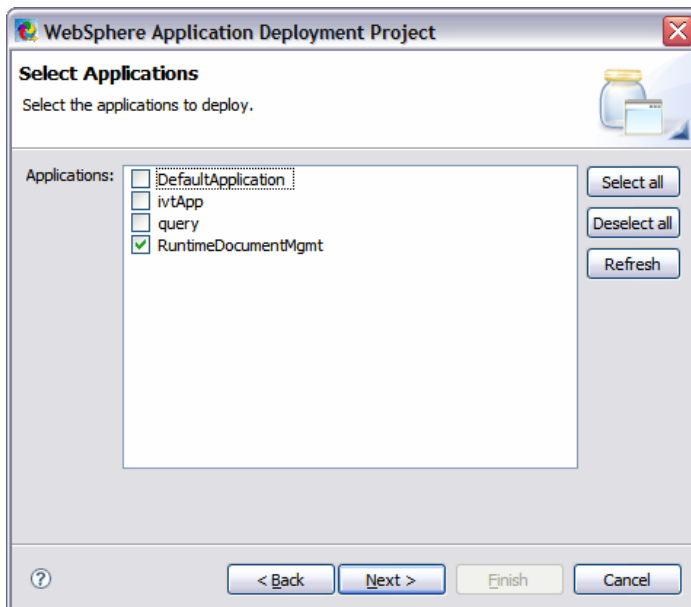 WebSphere Application Deployment Project
Select Applications
Select the applications to deploy.
Applications:
DefaultApplication
ivtApp
query
RuntimeDocumentMgmt
Select all
Deselect all
Refresh
?
< Back
Next >
Finish
Cancel